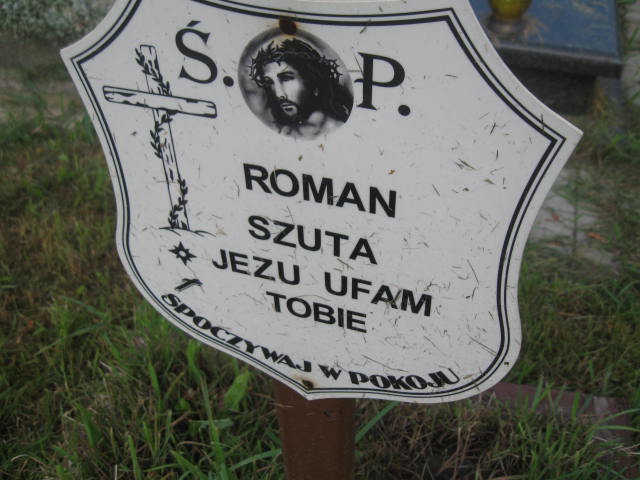 Ś. P.
ROMAN
SZUTA
JEZU UFAM
TOBIE
SPOCZYWAJ W POKOJU